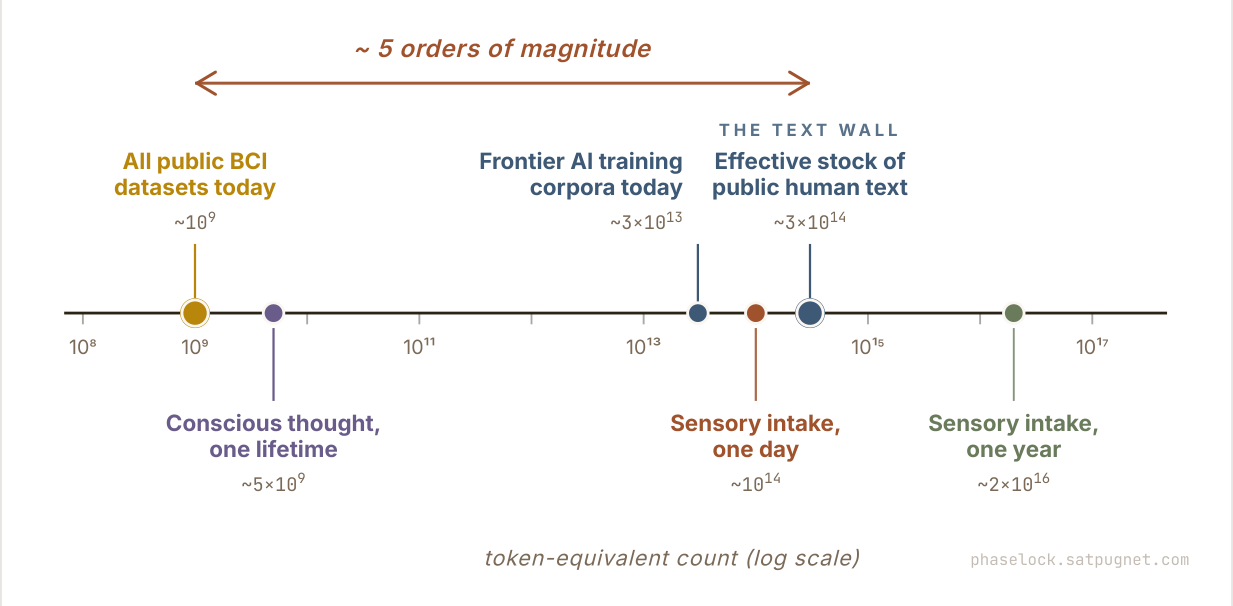 ~ 5 orders of magnitude
THE TEXT WALL
All public BCI
datasets today
~10⁹
Frontier AI training
corpora today
~3×10¹³
Effective stock of
public human text
~3×10¹⁴
10⁸ 10⁹ 10¹¹ 10¹³ 10¹⁵ 10¹⁷
Conscious thought,
one lifetime
~5×10⁹
Sensory intake,
one day
~10¹⁴
Sensory intake,
one year
~2×10¹⁶
token-equivalent count (log scale)
phaselock.satpugnet.com